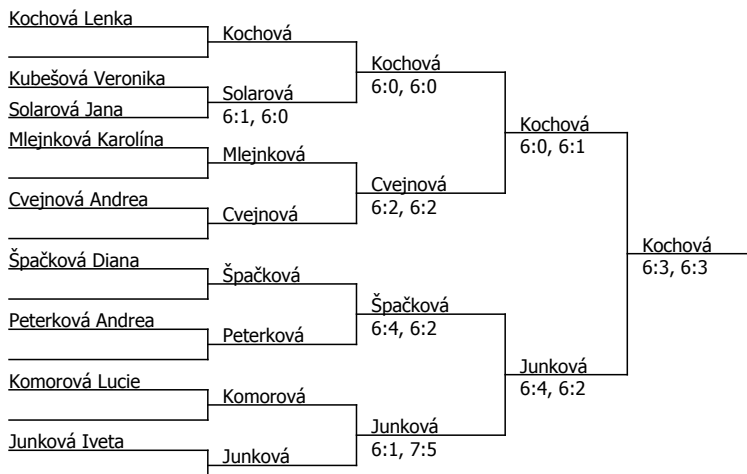 Kochová Lenka
Kochová
Kochová
6:0, 6:0
Kubešová Veronika
Solarová
6:1, 6:0
Solarová Jana
Kochová
6:0, 6:1
Mlejnková Karolína
Mlejnková
Cvejnová
6:2, 6:2
Cvejnová Andrea
Cvejnová
Kochová
6:3, 6:3
Špačková Diana
Špačková
Špačková
6:4, 6:2
Peterková Andrea
Peterková
Junková
6:4, 6:2
Komorová Lucie
Komorová
Junková
6:1, 7:5
Junková Iveta
Junková